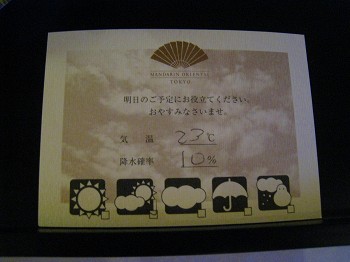 MANDARIN ORIENTAL
TOKYO
明日のご予定にお役立てください。
おやすみなさいませ。
気 温 23℃
降水確率 10%